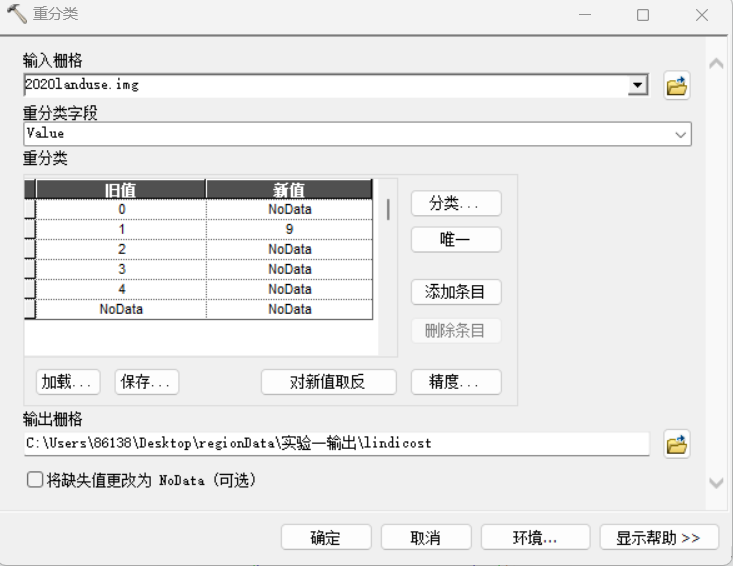 重分类
输入栅格
2020landuse.img
重分类字段
Value
重分类
旧值 新值
0 NoData
1 9
2 NoData
3 NoData
4 NoData
NoData NoData
分类...
唯一
添加条目
删除条目
加载... 保存... 对新值取反 精度...
输出栅格
C:\Users\86138\Desktop\regionData\实验一输出\lindicost
将缺失值更改为 NoData (可选)
确定 取消 环境... 显示帮助 >>